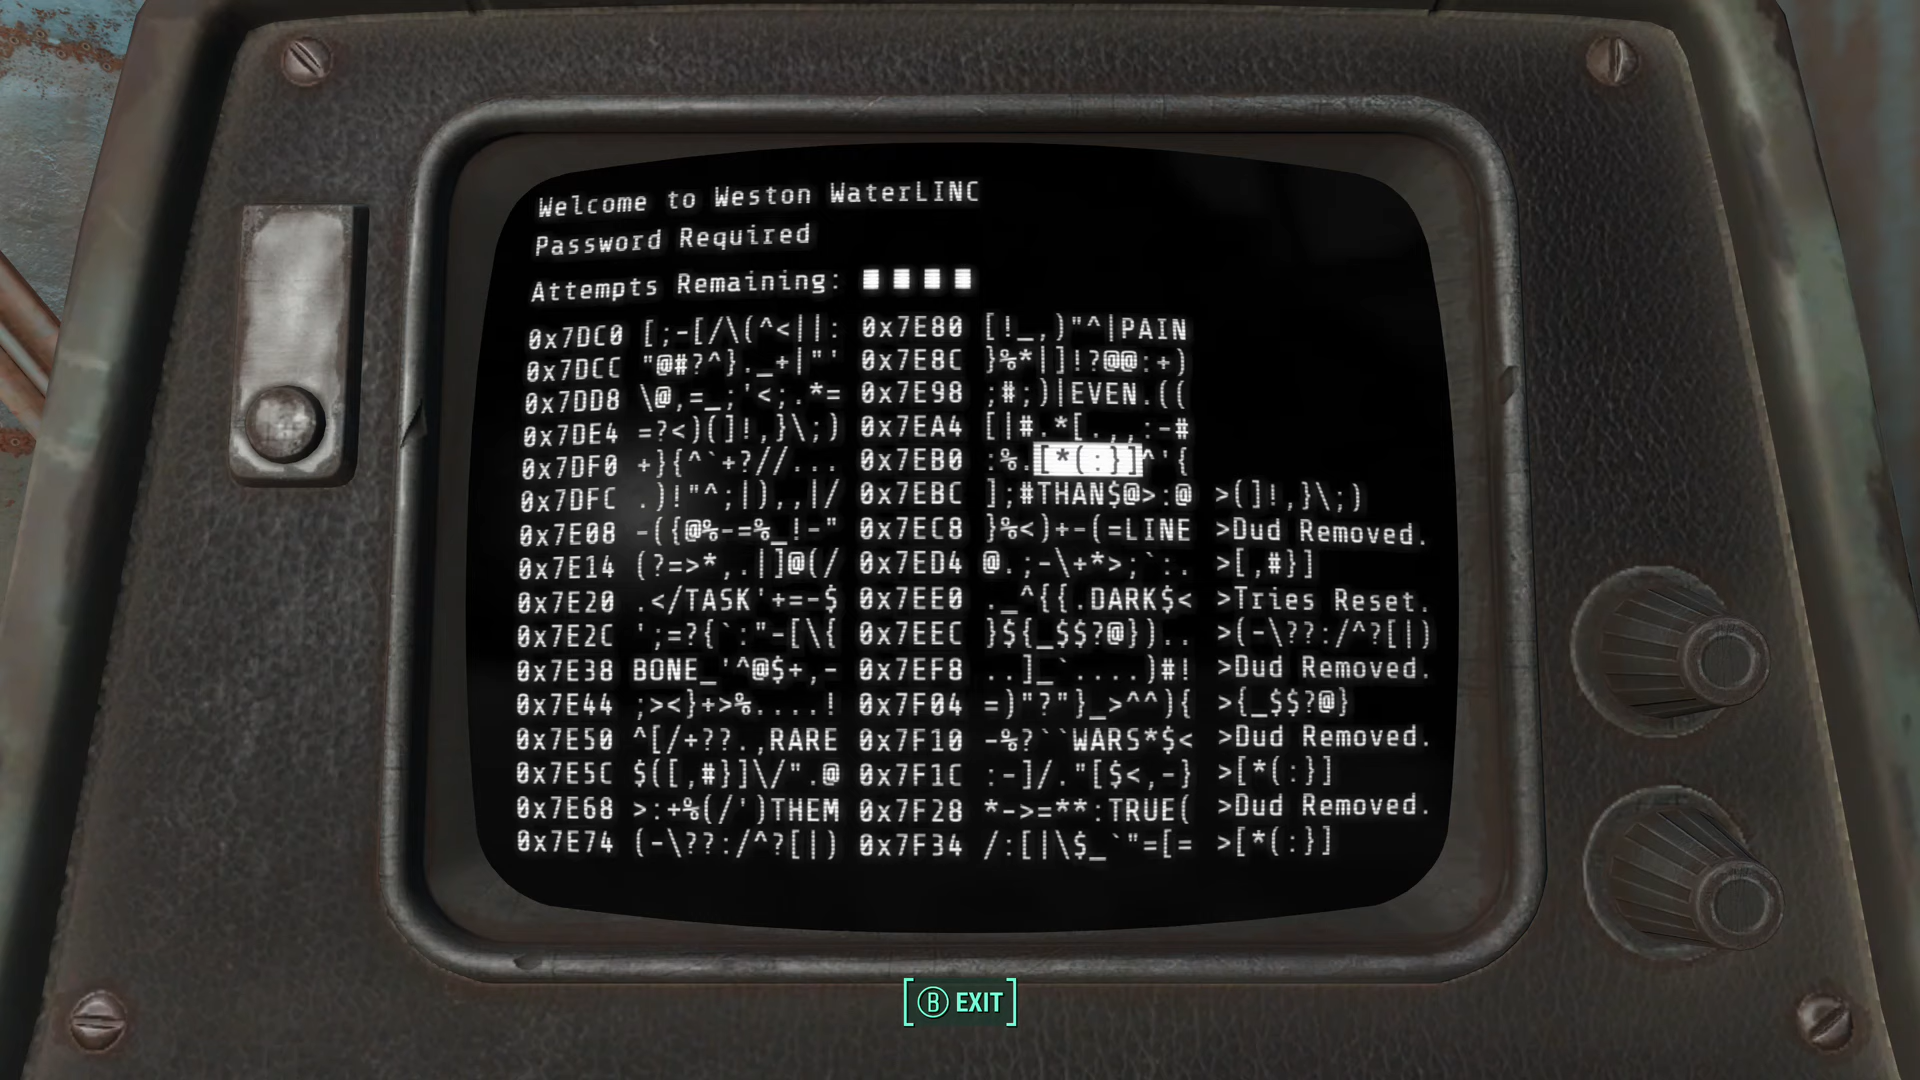 Welcome to Weston WaterLINC
Password Required
Attempts Remaining:
0x7DC0 [;-[/\(^<||: 0x7E80 [!_,)"^|PAIN
0x7DCC "@#?^}._+|"' 0x7E8C }%*|]!?@@:+)
0x7DD8 \@,=_;'<;.*= 0x7E98 ;#;)|EVEN.((
0x7DE4 =?<)(]!,}\;) 0x7EA4 [|#.*[.,,:-#
0x7DF0 +}{^`+?//... 0x7EB0 :%.[*(:}]^'{
0x7DFC .)!"^;|),,|/ 0x7EBC ];#THAN$@>:@ >(]!,}\;)
0x7E08 -({@%-=%_!-" 0x7EC8 }%<)+-(=LINE >Dud Removed.
0x7E14 (?=>*,.|]@(/ 0x7ED4 @.;-\+*>;`:. >[,#}]
0x7E20 .</TASK'+=-$ 0x7EE0 ._^{{.DARK$< >Tries Reset.
0x7E2C ';=?{`:"-[\{ 0x7EEC }${_$$?@}).. >(-\??:/^?[|)
0x7E38 BONE_'^@$+,- 0x7EF8 ..]_`....)#! >Dud Removed.
0x7E44 ;><}+>%....! 0x7F04 =)"?"}_>^^){ >{_$$?@}
0x7E50 ^[/+??.,RARE 0x7F10 -%?``WARS*$< >Dud Removed.
0x7E5C $([,#}]\/".@ 0x7F1C :-]/."[$<,-} >[*(:}]
0x7E68 >:+%(/')THEM 0x7F28 *->=**:TRUE( >Dud Removed.
0x7E74 (-\??:/^?[|) 0x7F34 /:[|\$_`"=[= >[*(:}]
[B EXIT]